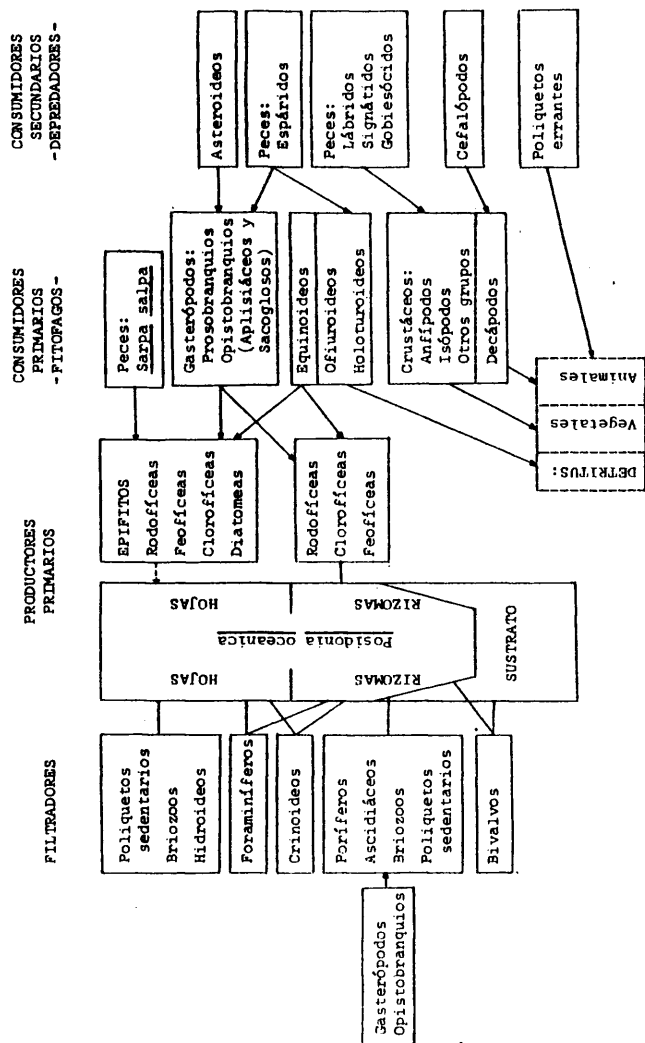 FILTRADORES
PRODUCTORES
PRIMARIOS
CONSUMIDORES
PRIMARIOS
-FITOFAGOS-
CONSUMIDORES
SECUNDARIOS
-DEPREDADORES-
Gasterópodos
Opistobranquios
Poliquetos
sedentarios
Briozoos
Hidroideos
Foraminíferos
Crinoideos
Poríferos
Ascidiáceos
Briozoos
Poliquetos
sedentarios
Bivalvos
HOJAS
HOJAS
Posidonia oceanica
RIZOMAS
RIZOMAS
SUSTRATO
EPIFITOS
Rodofíceas
Feofíceas
Clorofíceas
Diatomeas
Rodofíceas
Clorofíceas
Feofíceas
Peces:
Sarpa salpa
Gasterópodos:
Prosobranquios
Opistobranquios
(Aplisiáceos y
Sacoglosos)
Equinoideos
Ofiuroideos
Holoturoideos
Crustáceos:
Anfípodos
Isópodos
Otros grupos
Decápodos
DETRITUS:
Vegetales
Animales
Asteroideos
Peces:
Espáridos
Peces:
Lábridos
Signátidos
Gobiesócidos
Cefalópodos
Poliquetos
errantes